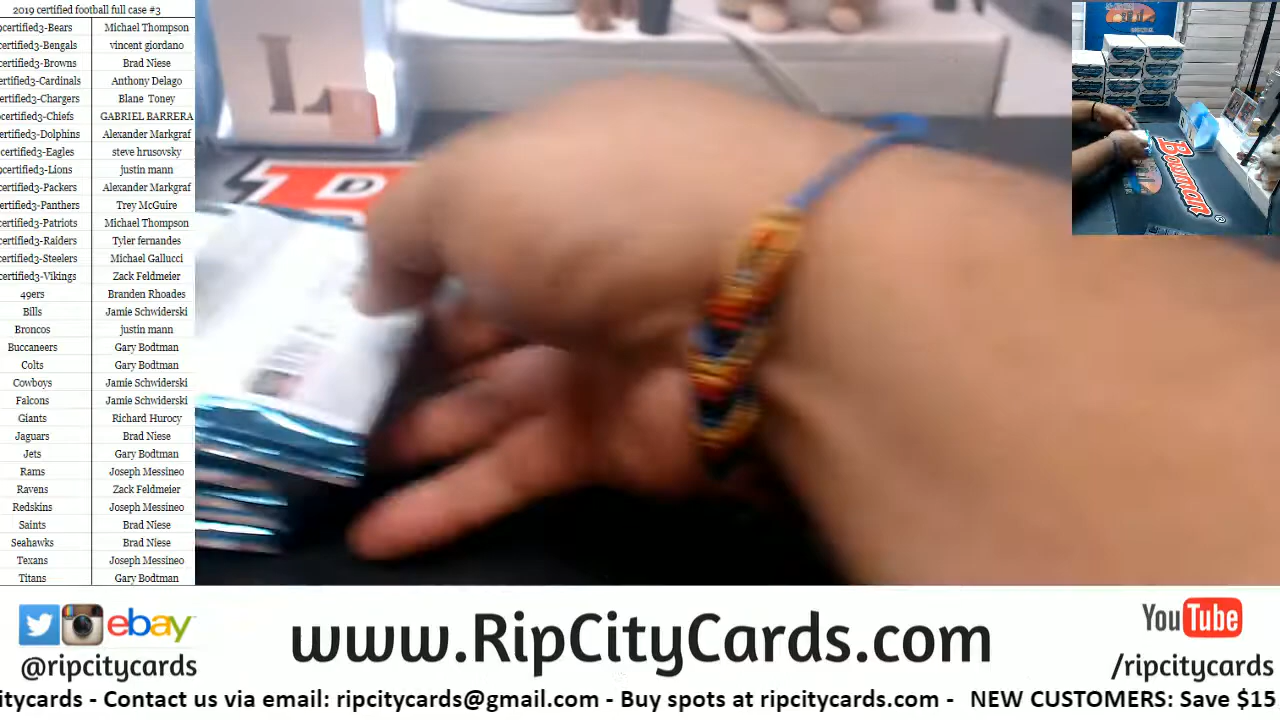 2019 certified football full case #3
certified3-Bears Michael Thompson
certified3-Bengals vincent giordano
certified3-Browns Brad Niese
certified3-Cardinals Anthony Delago
certified3-Chargers Blane Toney
certified3-Chiefs GABRIEL BARRERA
certified3-Dolphins Alexander Markgraf
certified3-Eagles steve hrusovsky
certified3-Lions justin mann
certified3-Packers Alexander Markgraf
certified3-Panthers Trey McGuire
certified3-Patriots Michael Thompson
certified3-Raiders Tyler fernandes
certified3-Steelers Michael Gallucci
certified3-Vikings Zack Feldmeier
49ers Branden Rhoades
Bills Jamie Schwiderski
Broncos justin mann
Buccaneers Gary Bodtman
Colts Gary Bodtman
Cowboys Jamie Schwiderski
Falcons Jamie Schwiderski
Giants Richard Hurocy
Jaguars Brad Niese
Jets Gary Bodtman
Rams Joseph Messineo
Ravens Zack Feldmeier
Redskins Joseph Messineo
Saints Brad Niese
Seahawks Brad Niese
Texans Joseph Messineo
Titans Gary Bodtman
Bowman
ebay
@ripcitycards
www.RipCityCards.com
YouTube
/ripcitycards
citycards - Contact us via email: ripcitycards@gmail.com - Buy spots at ripcitycards.com - NEW CUSTOMERS: Save $15